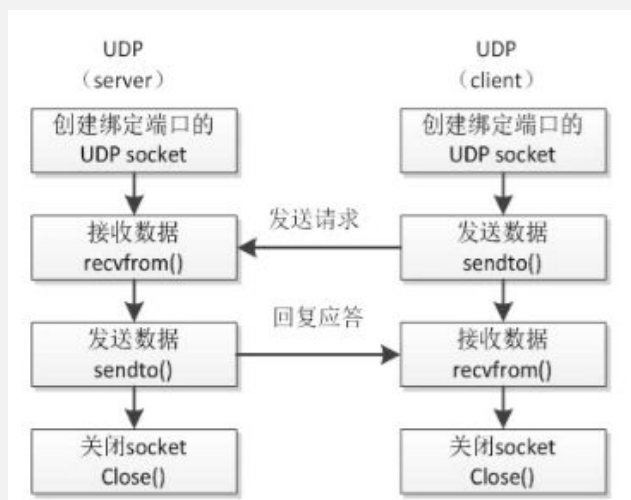 UDP
（server）
创建绑定端口的
UDP socket
接收数据
recvfrom()
发送数据
sendto()
关闭socket
Close()
发送请求
回复应答
UDP
（client）
创建绑定端口的
UDP socket
发送数据
sendto()
接收数据
recvfrom()
关闭socket
Close()